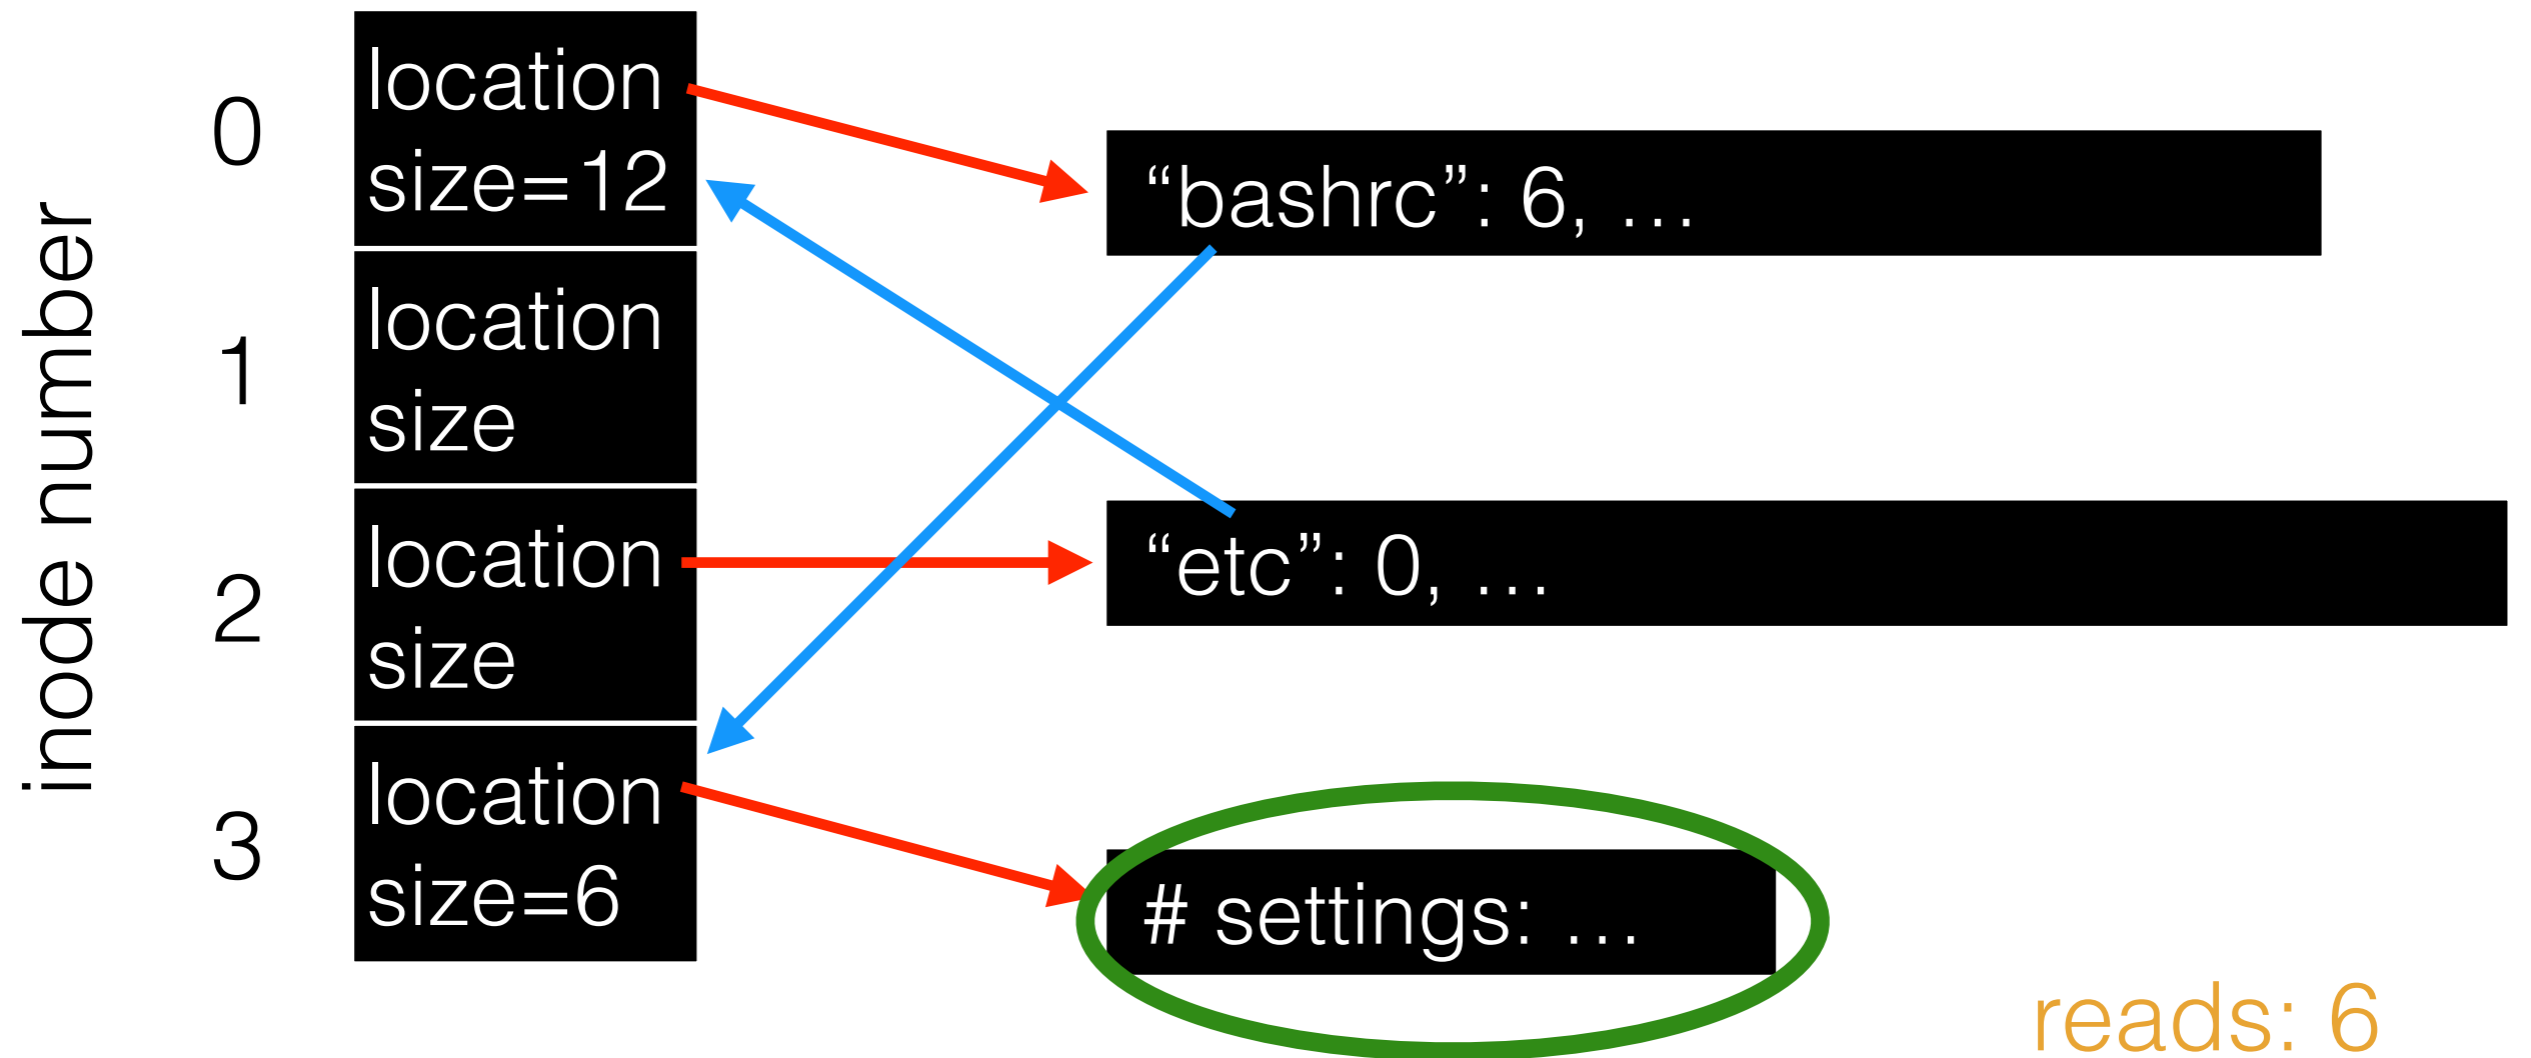 inode number
0
location
size=12
“bashrc”: 6, …
1
location
size
2
location
size
“etc”: 0, …
3
location
size=6
# settings: …
reads: 6